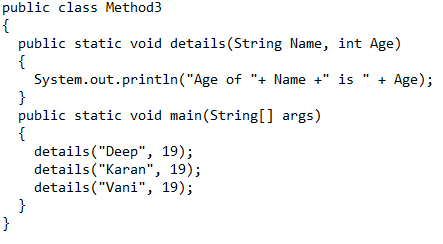 public class Method3
{
  public static void details(String Name, int Age)
  {
    System.out.println("Age of "+ Name +" is " + Age);
  }
  public static void main(String[] args)
  {
    details("Deep", 19);
    details("Karan", 19);
    details("Vani", 19);
  }
}